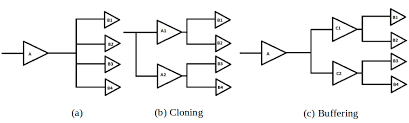 A
B1
B2
B3
B4
(a)
A1
A2
B1
B2
B3
B4
(b) Cloning
A
C1
C2
B1
B2
B3
B4
(c) Buffering